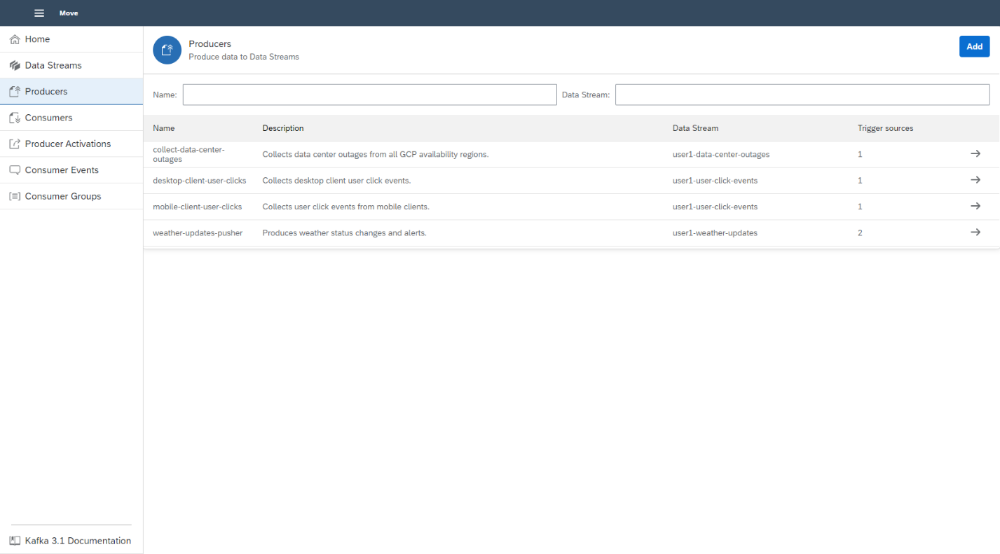 Move
Home
Data Streams
Producers
Consumers
Producer Activations
Consumer Events
Consumer Groups
Kafka 3.1 Documentation
Producers
Produce data to Data Streams
Add
Name: Data Stream:
Name Description Data Stream Trigger sources
collect-data-center-
outages Collects data center outages from all GCP availability regions. user1-data-center-outages 1
desktop-client-user-clicks Collects desktop client user click events. user1-user-click-events 1
mobile-client-user-clicks Collects user click events from mobile clients. user1-user-click-events 1
weather-updates-pusher Produces weather status changes and alerts. user1-weather-updates 2